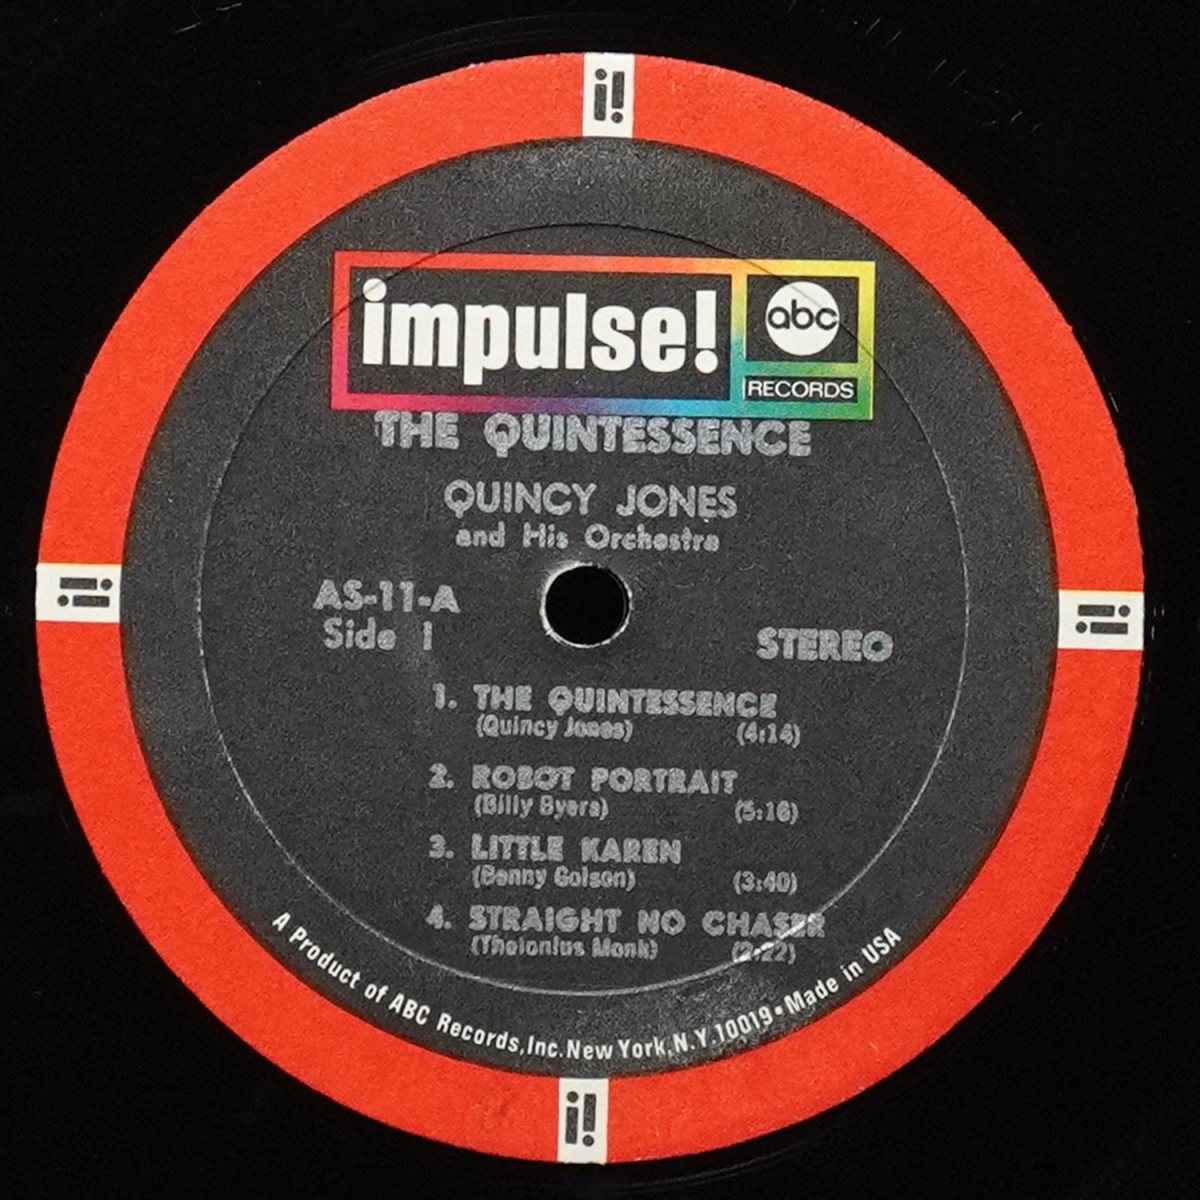 impulse!
abc
RECORDS
THE QUINTESSENCE
QUINCY JONES
and His Orchestra
AS-11-A
Side 1
STEREO
1. THE QUINTESSENCE
(Quincy Jones) (4:14)
2. ROBOT PORTRAIT
(Billy Byers) (5:16)
3. LITTLE KAREN
(Benny Golson) (3:40)
4. STRAIGHT NO CHASER
(Thelonius Monk) (2:22)
A Product of ABC Records, Inc. New York, N.Y. 10019 • Made in USA